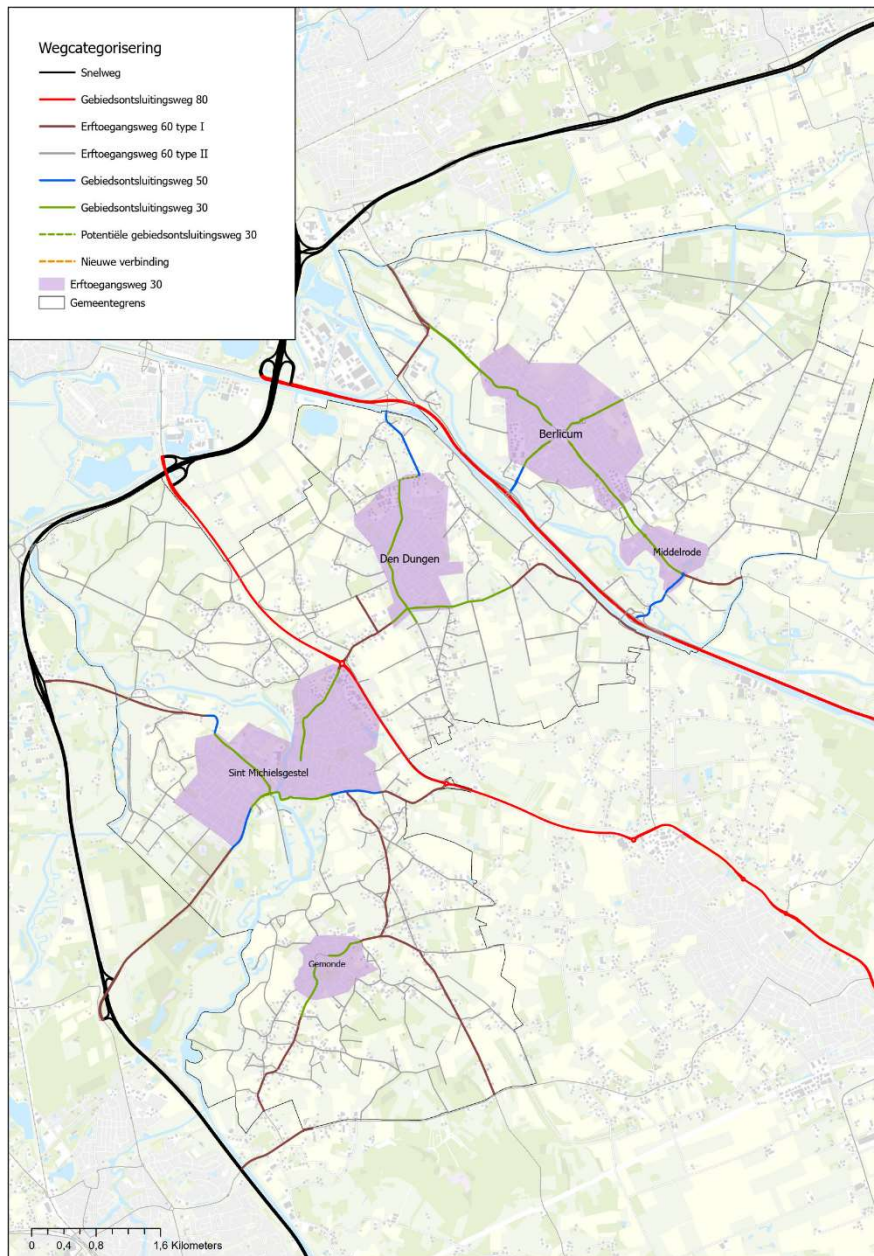 Wegcategorisering
Snelweg
Gebiedsontsluitingsweg 80
Erftoegangsweg 60 type I
Erftoegangsweg 60 type II
Gebiedsontsluitingsweg 50
Gebiedsontsluitingsweg 30
Potentiële gebiedsontsluitingsweg 30
Nieuwe verbinding
Erftoegangsweg 30
Gemeentegrens
Berlicum
Middelrode
Den Dungen
Sint Michielsgestel
Gemonde
0 0,4 0,8 1,6 Kilometers